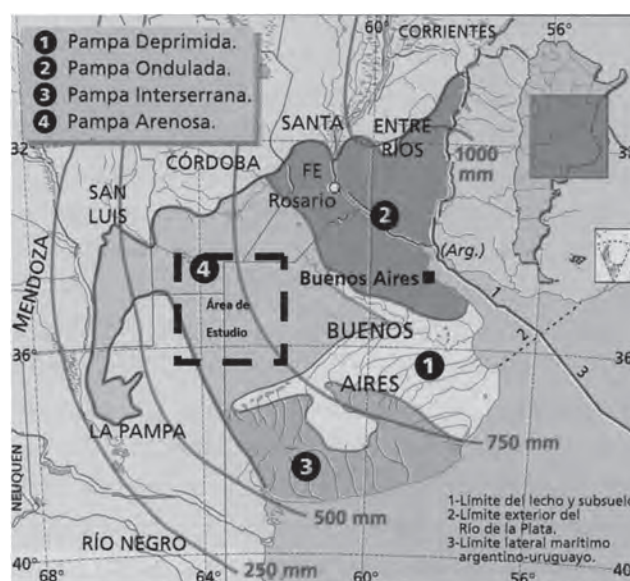 1 Pampa Deprimida.
2 Pampa Ondulada.
3 Pampa Interserrana.
4 Pampa Arenosa.
60°
56°
CORRIENTES
SANTA
ENTRE
RÍOS
1000
mm
32
32
CÓRDOBA
FE
SAN
LUIS
Rosario
2
(Arg.)
MENDOZA
4
Buenos Aires
Área de
Estudio
BUENOS
1
36°
36°
1
2
AIRES
3
LA PAMPA
750 mm
3
NEUQUEN
500 mm
1-Límite del lecho y subsuelo
2-Límite exterior del
Río de la Plata.
3-Límite lateral marítimo
argentino-uruguayo.
RÍO NEGRO
40°
250 mm
40°
68°
64°
60°
56°